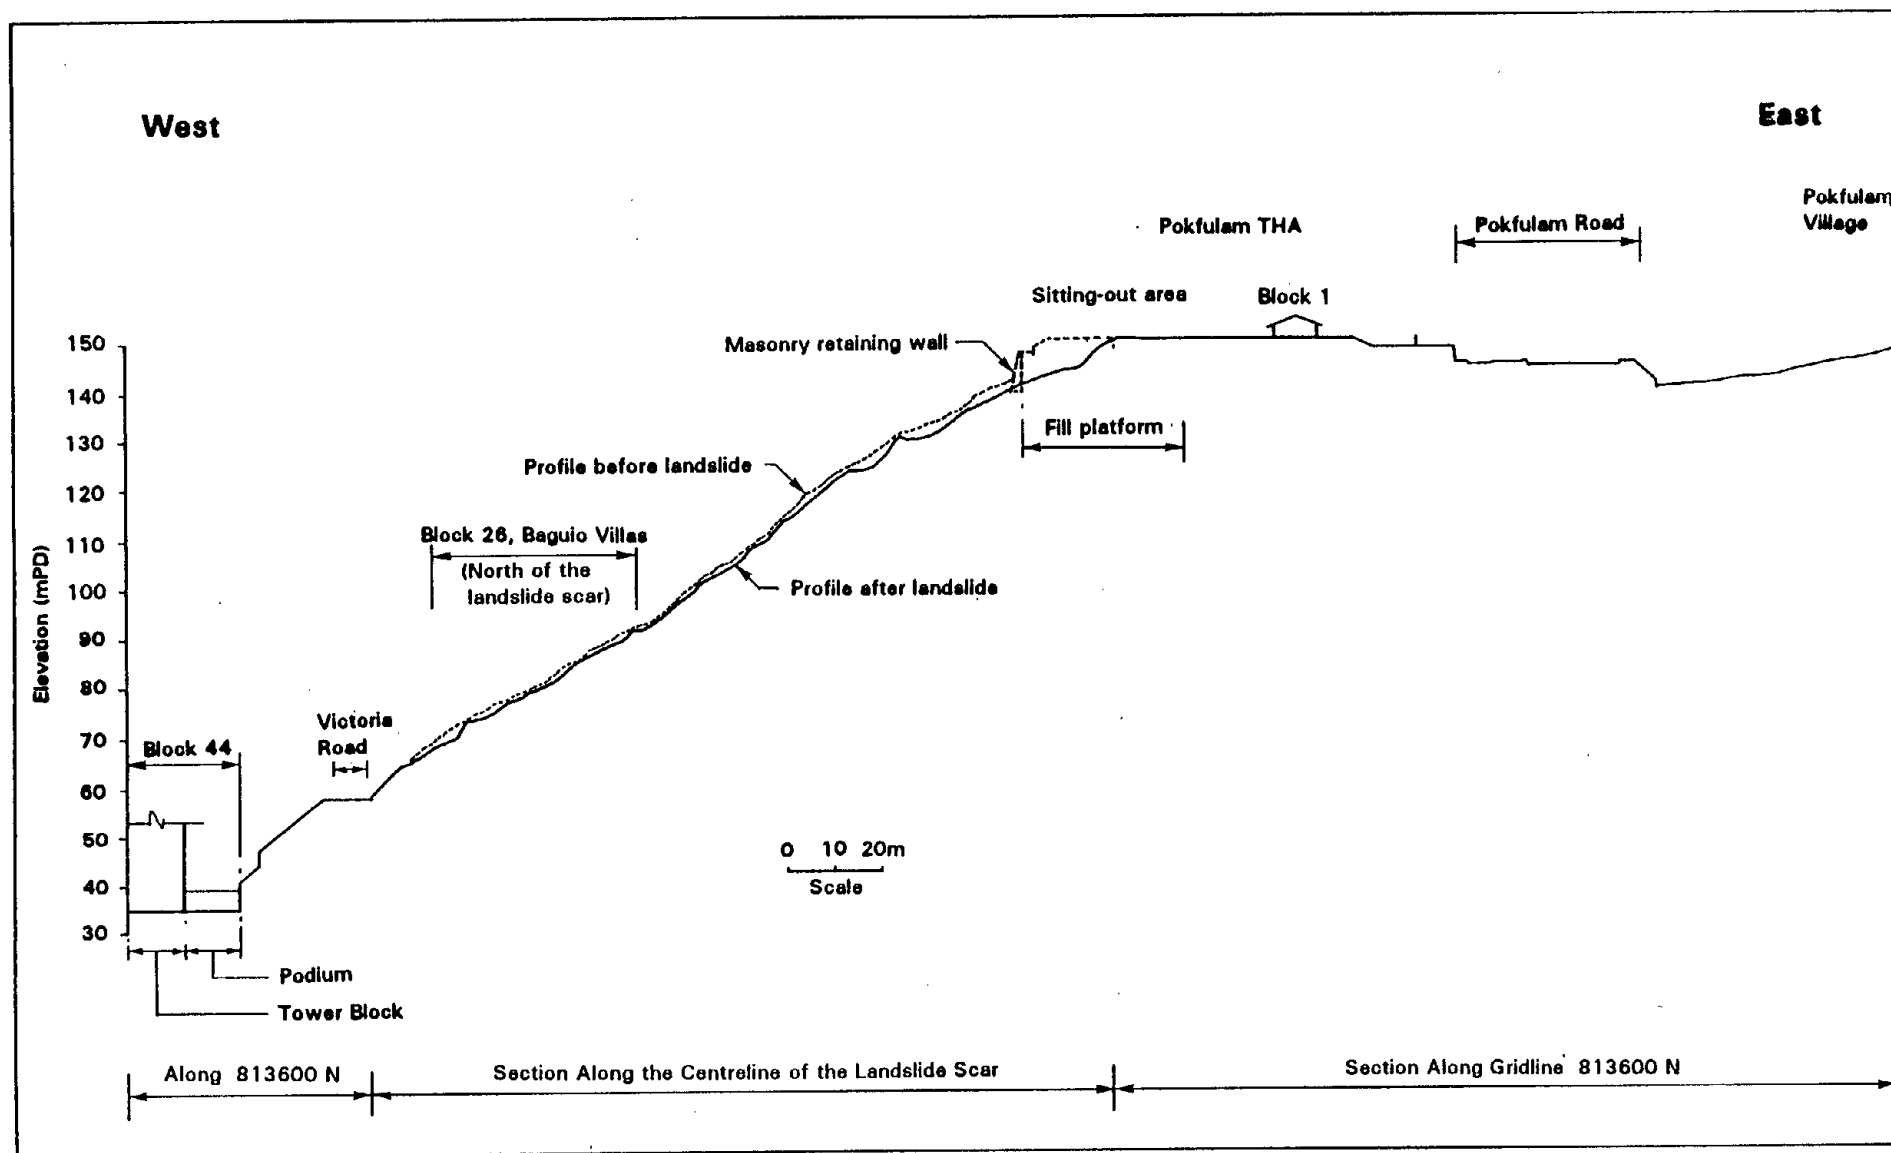 West
East
Pokfulam
Village
Pokfulam THA
Pokfulam Road
Sitting-out area
Block 1
Masonry retaining wall
Fill platform
Profile before landslide
Block 26, Baguio Villas
(North of the
landslide scar)
Profile after landslide
Elevation (mPD)
150
140
130
120
110
100
90
80
70
60
50
40
30
Victoria
Road
Block 44
0 10 20m
Scale
Podium
Tower Block
Along 813600 N
Section Along the Centreline of the Landslide Scar
Section Along Gridline 813600 N